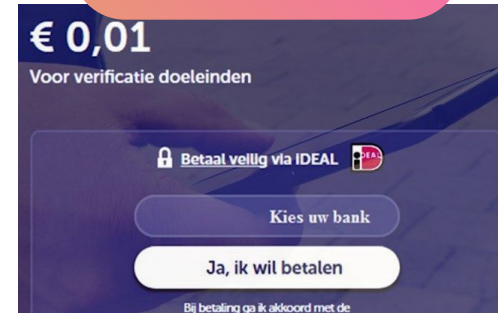 € 0,01
Voor verificatie doeleinden
Betaal veilig via IDEAL iDEAL
Kies uw bank
Ja, ik wil betalen
Bij betaling ga ik akkoord met de